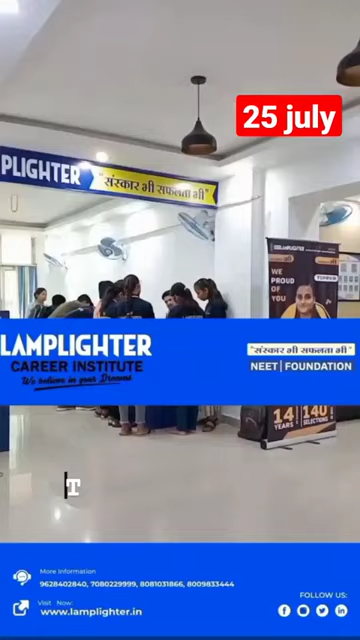 25 july
PLIGHTER
"संस्कार भी सफलता भी"
LAMPLIGHTER
WE
PROUD
OF
YOU
TOPPER
LAMPLIGHTER
CAREER INSTITUTE
We believe in your Dreams
"संस्कार भी सफलता भी"
NEET | FOUNDATION
14
YEARS
140
SELECTIONS
T
More Information
9628402840, 7080229999, 8081031866, 8009833444
Visit Now:
www.lamplighter.in
FOLLOW US: